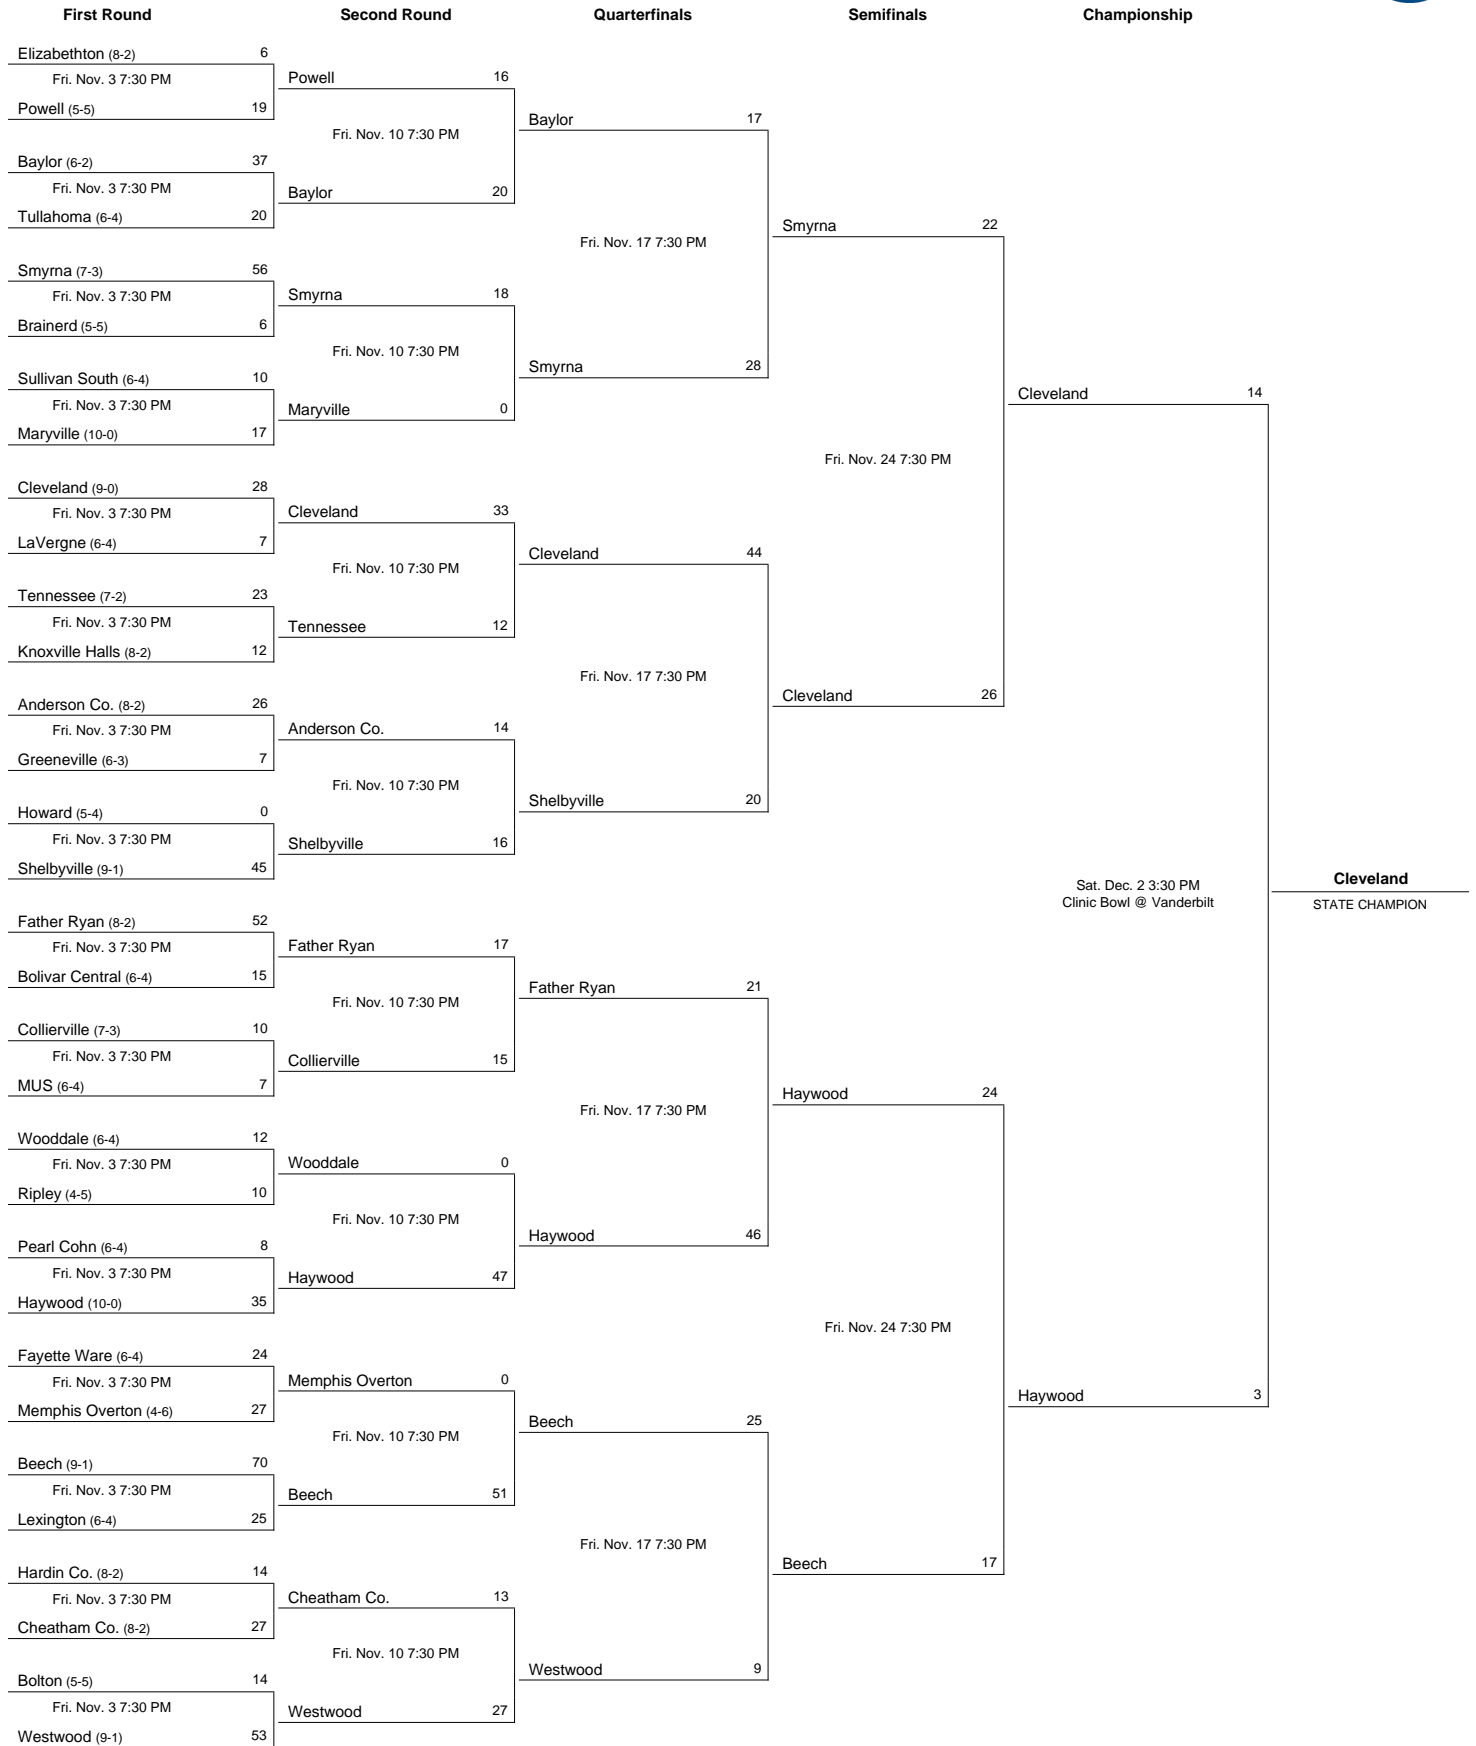 First Round Second Round Quarterfinals Semifinals Championship
Elizabethton (8-2) 6
Fri. Nov. 3 7:30 PM
Powell (5-5) 19
Baylor (6-2) 37
Fri. Nov. 3 7:30 PM
Tullahoma (6-4) 20
Smyrna (7-3) 56
Fri. Nov. 3 7:30 PM
Brainerd (5-5) 6
Sullivan South (6-4) 10
Fri. Nov. 3 7:30 PM
Maryville (10-0) 17
Cleveland (9-0) 28
Fri. Nov. 3 7:30 PM
LaVergne (6-4) 7
Tennessee (7-2) 23
Fri. Nov. 3 7:30 PM
Knoxville Halls (8-2) 12
Anderson Co. (8-2) 26
Fri. Nov. 3 7:30 PM
Greeneville (6-3) 7
Howard (5-4) 0
Fri. Nov. 3 7:30 PM
Shelbyville (9-1) 45
Father Ryan (8-2) 52
Fri. Nov. 3 7:30 PM
Bolivar Central (6-4) 15
Collierville (7-3) 10
Fri. Nov. 3 7:30 PM
MUS (6-4) 7
Wooddale (6-4) 12
Fri. Nov. 3 7:30 PM
Ripley (4-5) 10
Pearl Cohn (6-4) 8
Fri. Nov. 3 7:30 PM
Haywood (10-0) 35
Fayette Ware (6-4) 24
Fri. Nov. 3 7:30 PM
Memphis Overton (4-6) 27
Beech (9-1) 70
Fri. Nov. 3 7:30 PM
Lexington (6-4) 25
Hardin Co. (8-2) 14
Fri. Nov. 3 7:30 PM
Cheatham Co. (8-2) 27
Bolton (5-5) 14
Fri. Nov. 3 7:30 PM
Westwood (9-1) 53
Powell 16
Fri. Nov. 10 7:30 PM
Baylor 20
Smyrna 18
Fri. Nov. 10 7:30 PM
Maryville 0
Cleveland 33
Fri. Nov. 10 7:30 PM
Tennessee 12
Anderson Co. 14
Fri. Nov. 10 7:30 PM
Shelbyville 16
Father Ryan 17
Fri. Nov. 10 7:30 PM
Collierville 15
Wooddale 0
Fri. Nov. 10 7:30 PM
Haywood 47
Memphis Overton 0
Fri. Nov. 10 7:30 PM
Beech 51
Cheatham Co. 13
Fri. Nov. 10 7:30 PM
Westwood 27
Baylor 17
Fri. Nov. 17 7:30 PM
Smyrna 28
Cleveland 44
Fri. Nov. 17 7:30 PM
Shelbyville 20
Father Ryan 21
Fri. Nov. 17 7:30 PM
Haywood 46
Beech 25
Fri. Nov. 17 7:30 PM
Westwood 9
Smyrna 22
Fri. Nov. 24 7:30 PM
Cleveland 26
Haywood 24
Fri. Nov. 24 7:30 PM
Beech 17
Cleveland 14
Sat. Dec. 2 3:30 PM
Clinic Bowl @ Vanderbilt
Haywood 3
Cleveland
STATE CHAMPION